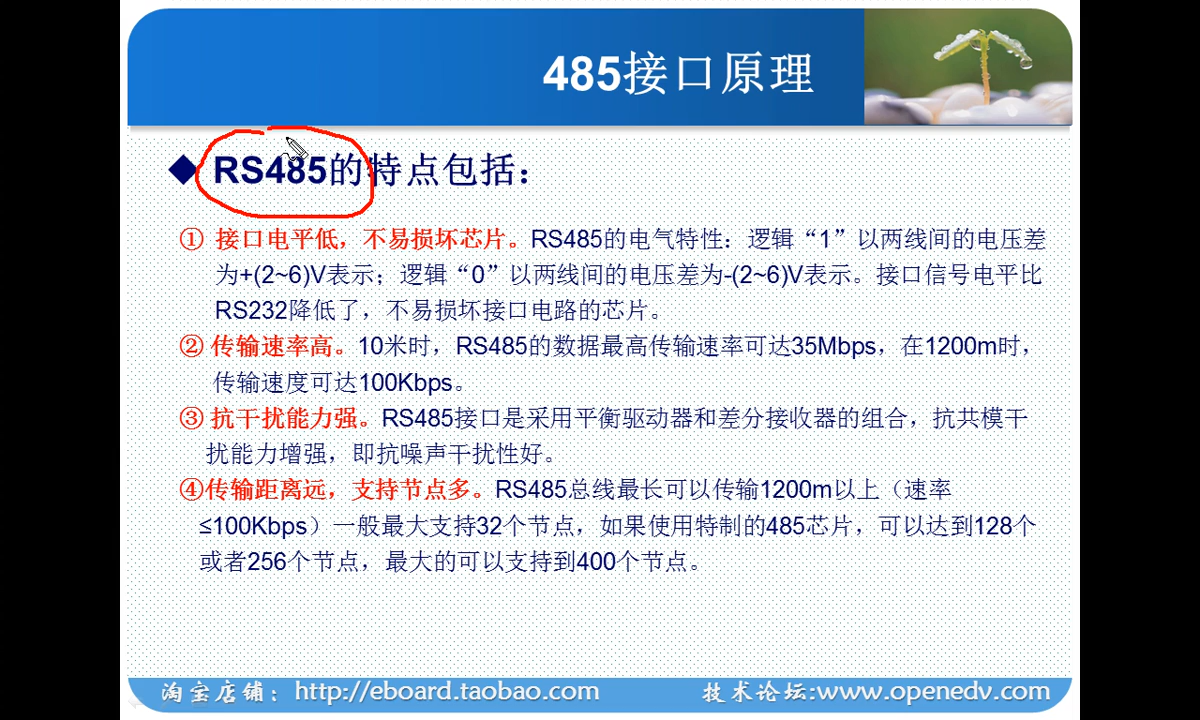 485接口原理
◆ RS485的特点包括：
① 接口电平低，不易损坏芯片。RS485的电气特性：逻辑“1”以两线间的电压差
为+(2~6)V表示；逻辑“0”以两线间的电压差为-(2~6)V表示。接口信号电平比
RS232降低了，不易损坏接口电路的芯片。
② 传输速率高。10米时，RS485的数据最高传输速率可达35Mbps，在1200m时，
传输速度可达100Kbps。
③ 抗干扰能力强。RS485接口是采用平衡驱动器和差分接收器的组合，抗共模干
扰能力增强，即抗噪声干扰性好。
④传输距离远，支持节点多。RS485总线最长可以传输1200m以上（速率
≤100Kbps）一般最大支持32个节点，如果使用特制的485芯片，可以达到128个
或者256个节点，最大的可以支持到400个节点。
淘宝店铺：http://eboard.taobao.com 技术论坛:www.openedv.com